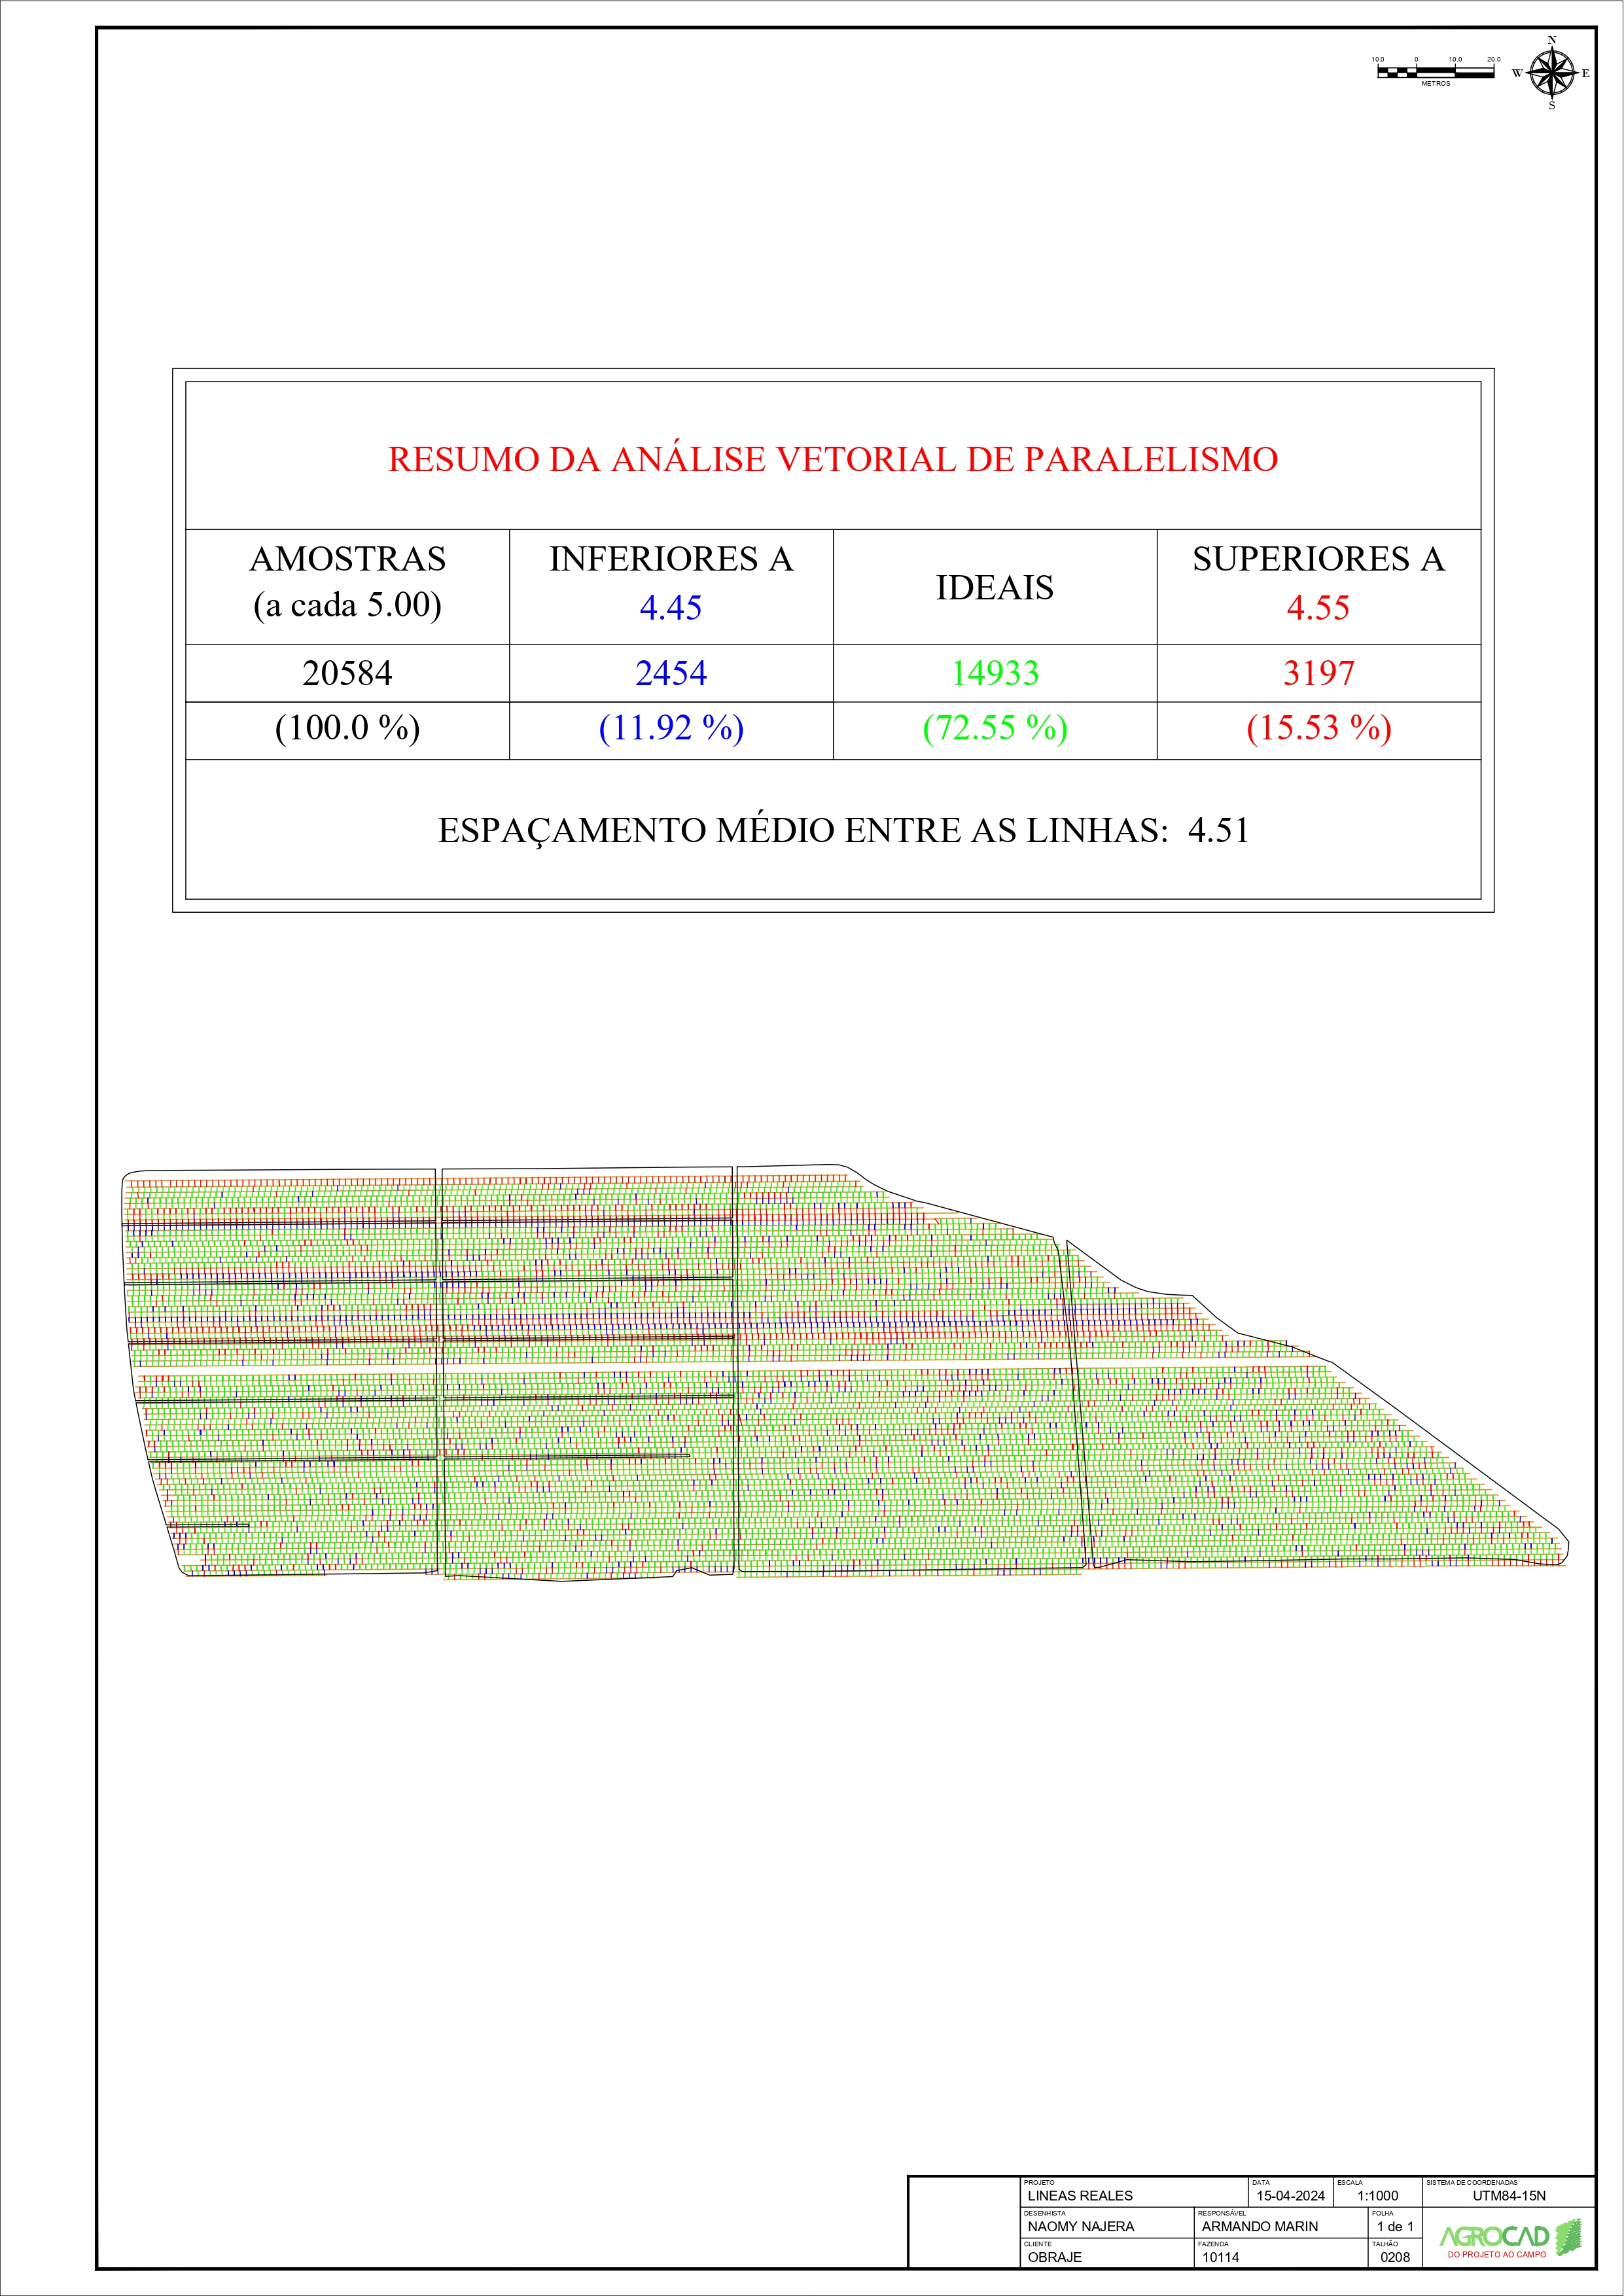 N
10.0 0 10.0 20.0
W E
METROS
S
RESUMO DA ANÁLISE VETORIAL DE PARALELISMO
AMOSTRAS
(a cada 5.00)
INFERIORES A
4.45
IDEAIS
SUPERIORES A
4.55
20584 2454 14933 3197
(100.0 %) (11.92 %) (72.55 %) (15.53 %)
ESPAÇAMENTO MÉDIO ENTRE AS LINHAS: 4.51
PROJETO DATA ESCALA SISTEMA DE COORDENADAS
LINEAS REALES 15-04-2024 1:1000 UTM84-15N
DESENHISTA RESPONSÁVEL FOLHA
NAOMY NAJERA ARMANDO MARIN 1 de 1
CLIENTE FAZENDA TALHÃO
OBRAJE 10114 0208
AGROCAD
DO PROJETO AO CAMPO